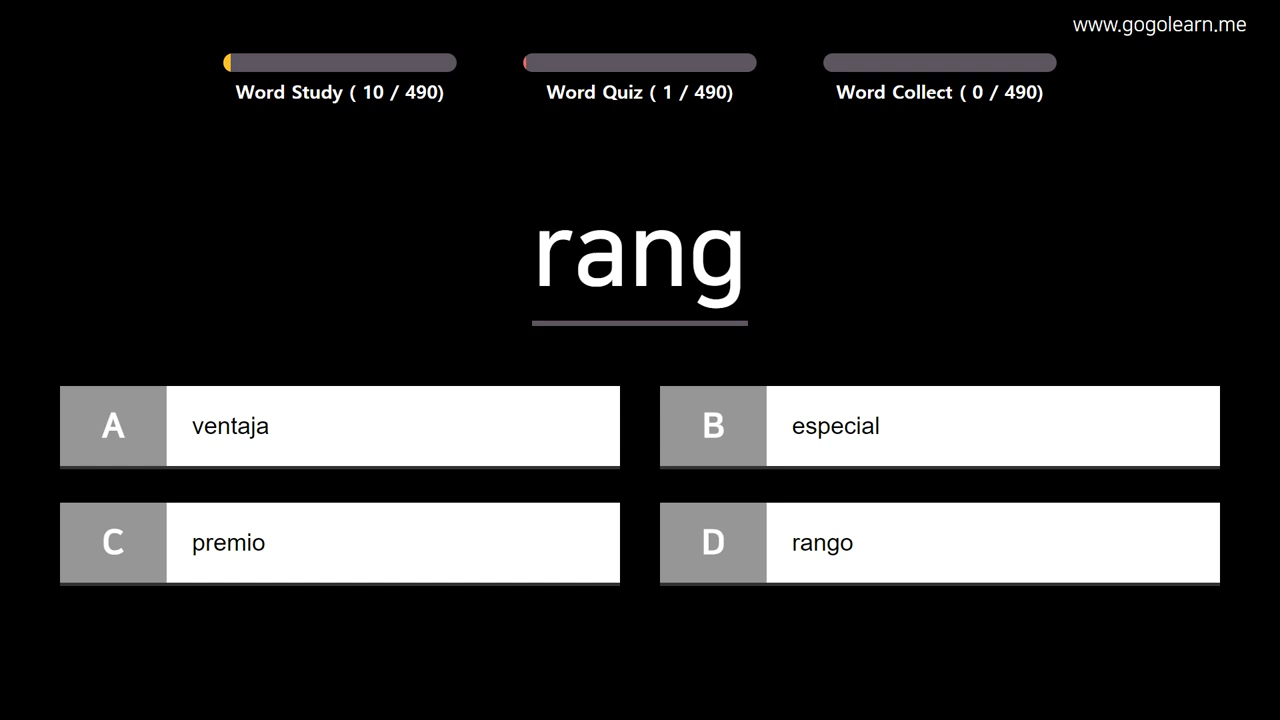 www.gogolearn.me
Word Study ( 10 / 490)
Word Quiz ( 1 / 490)
Word Collect ( 0 / 490)
rang
A ventaja
B especial
C premio
D rango